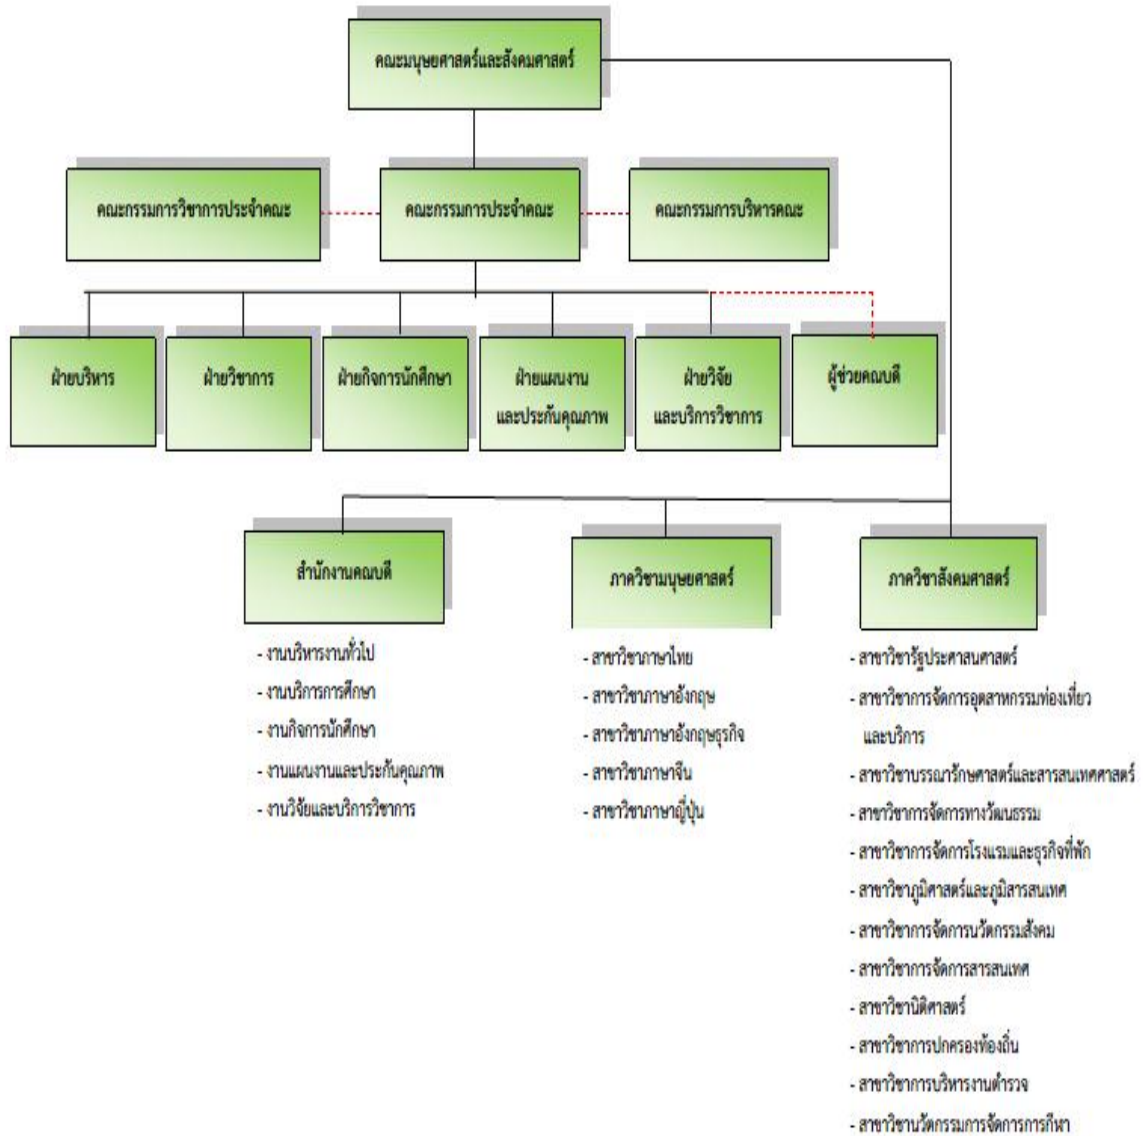 คณะมนุษยศาสตร์และสังคมศาสตร์
คณะกรรมการวิชาการประจำคณะ
คณะกรรมการประจำคณะ
คณะกรรมการบริหารคณะ
ฝ่ายบริหาร
ฝ่ายวิชาการ
ฝ่ายกิจการนักศึกษา
ฝ่ายแผนงาน
และประกันคุณภาพ
ฝ่ายวิจัย
และบริการวิชาการ
ผู้ช่วยคณบดี
สำนักงานคณบดี
- งานบริหารงานทั่วไป
- งานบริการการศึกษา
- งานกิจการนักศึกษา
- งานแผนงานและประกันคุณภาพ
- งานวิจัยและบริการวิชาการ
ภาควิชามนุษยศาสตร์
- สาขาวิชาภาษาไทย
- สาขาวิชาภาษาอังกฤษ
- สาขาวิชาภาษาอังกฤษธุรกิจ
- สาขาวิชาภาษาจีน
- สาขาวิชาภาษาญี่ปุ่น
ภาควิชาสังคมศาสตร์
- สาขาวิชารัฐประศาสนศาสตร์
- สาขาวิชาการจัดการอุตสาหกรรมท่องเที่ยว
และบริการ
- สาขาวิชาบรรณารักษศาสตร์และสารสนเทศศาสตร์
- สาขาวิชาการจัดการทางวัฒนธรรม
- สาขาวิชาการจัดการโรงแรมและธุรกิจที่พัก
- สาขาวิชาภูมิศาสตร์และภูมิสารสนเทศ
- สาขาวิชาการจัดการนวัตกรรมสังคม
- สาขาวิชาการจัดการสารสนเทศ
- สาขาวิชานิติศาสตร์
- สาขาวิชาการปกครองท้องถิ่น
- สาขาวิชาการบริหารงานตำรวจ
- สาขาวิชานวัตกรรมการจัดการการกีฬา